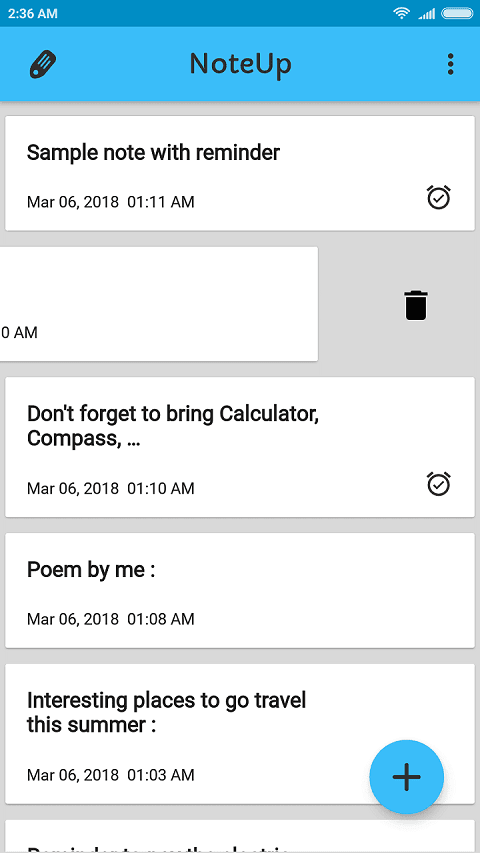 2:36 AM
NoteUp
Sample note with reminder
Mar 06, 2018 01:11 AM
0 AM
Don't forget to bring Calculator,
Compass, ...
Mar 06, 2018 01:10 AM
Poem by me :
Mar 06, 2018 01:08 AM
Interesting places to go travel
this summer :
Mar 06, 2018 01:03 AM